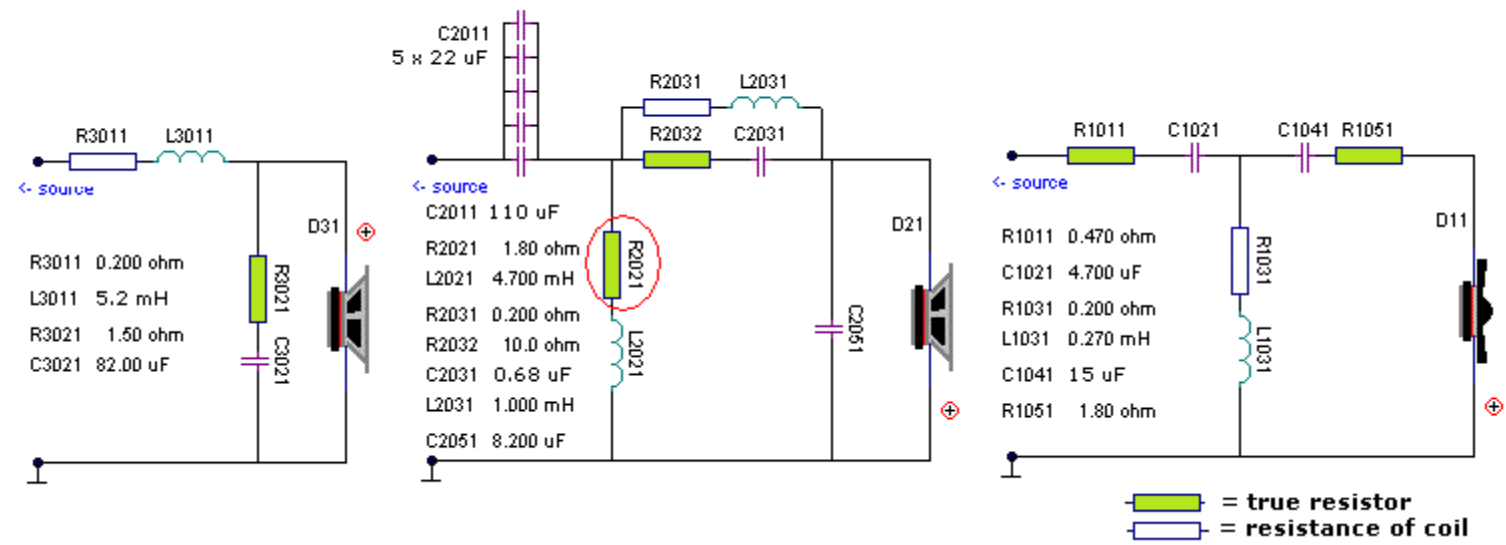 R3011 L3011
<- source
D31
R3021
C3021
R3011 0.200 ohm
L3011 5.2 mH
R3021 1.50 ohm
C3021 82.00 uF
C2011
5 x 22 uF
R2031 L2031
R2032 C2031
<- source
C2011 110 uF
R2021 1.80 ohm
L2021 4.700 mH
R2031 0.200 ohm
R2032 10.0 ohm
C2031 0.68 uF
L2031 1.000 mH
C2051 8.200 uF
R2021
L2021
C2051
D21
R1011 C1021 C1041 R1051
<- source
R1011 0.470 ohm
C1021 4.700 uF
R1031 0.200 ohm
L1031 0.270 mH
C1041 15 uF
R1051 1.80 ohm
R1031
L1031
D11
= true resistor
= resistance of coil